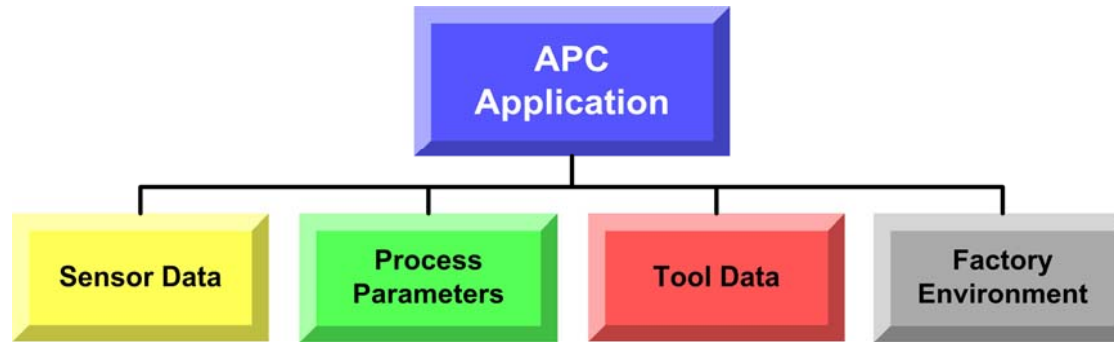 APC
Application
Sensor Data
Process
Parameters
Tool Data
Factory
Environment